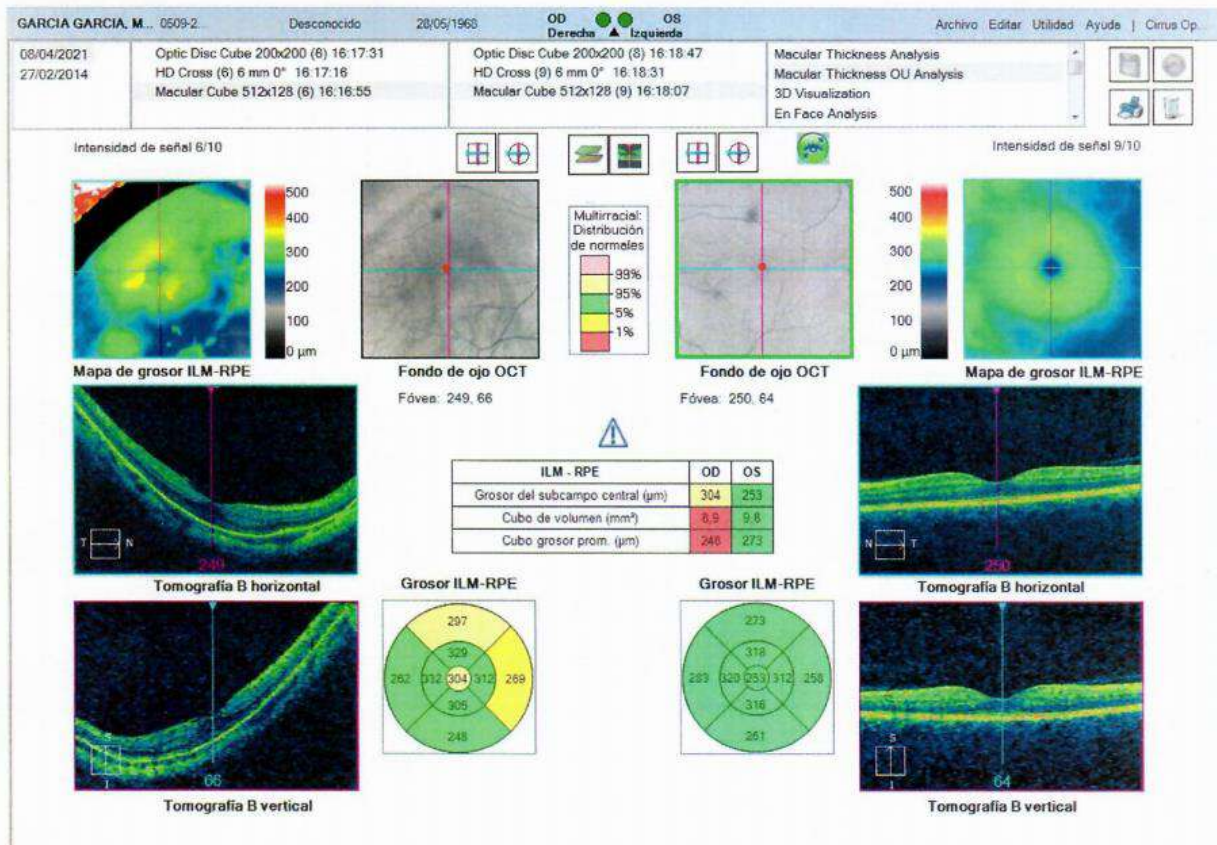 GARCIA GARCIA, M... 0509-2... Desconocido 28/05/1968 OD OS Archivo Editar Utilidad Ayuda | Cirrus Op...
Derecha Izquierda
08/04/2021
27/02/2014
Optic Disc Cube 200x200 (6) 16:17:31
HD Cross (6) 6 mm 0° 16:17:16
Macular Cube 512x128 (6) 16:16:55
Optic Disc Cube 200x200 (8) 16:18:47
HD Cross (9) 6 mm 0° 16:18:31
Macular Cube 512x128 (9) 16:18:07
Macular Thickness Analysis
Macular Thickness OU Analysis
3D Visualization
En Face Analysis
Intensidad de señal 6/10
Intensidad de señal 9/10
500
400
300
200
100
0 µm
Mapa de grosor ILM-RPE
Fondo de ojo OCT
Fóvea: 249, 66
Multirracial:
Distribución
de normales
99%
95%
5%
1%
Fondo de ojo OCT
Fóvea: 250, 64
500
400
300
200
100
0 µm
Mapa de grosor ILM-RPE
T N
249
Tomografía B horizontal
ILM - RPE OD OS
Grosor del subcampo central (µm) 304 253
Cubo de volumen (mm³) 8,9 9,8
Cubo grosor prom. (µm) 246 273
N T
250
Tomografía B horizontal
S
I
66
Tomografía B vertical
Grosor ILM-RPE
297
329
262 332 304 312 269
305
248
Grosor ILM-RPE
273
318
283 320 253 312 258
316
261
S
I
64
Tomografía B vertical